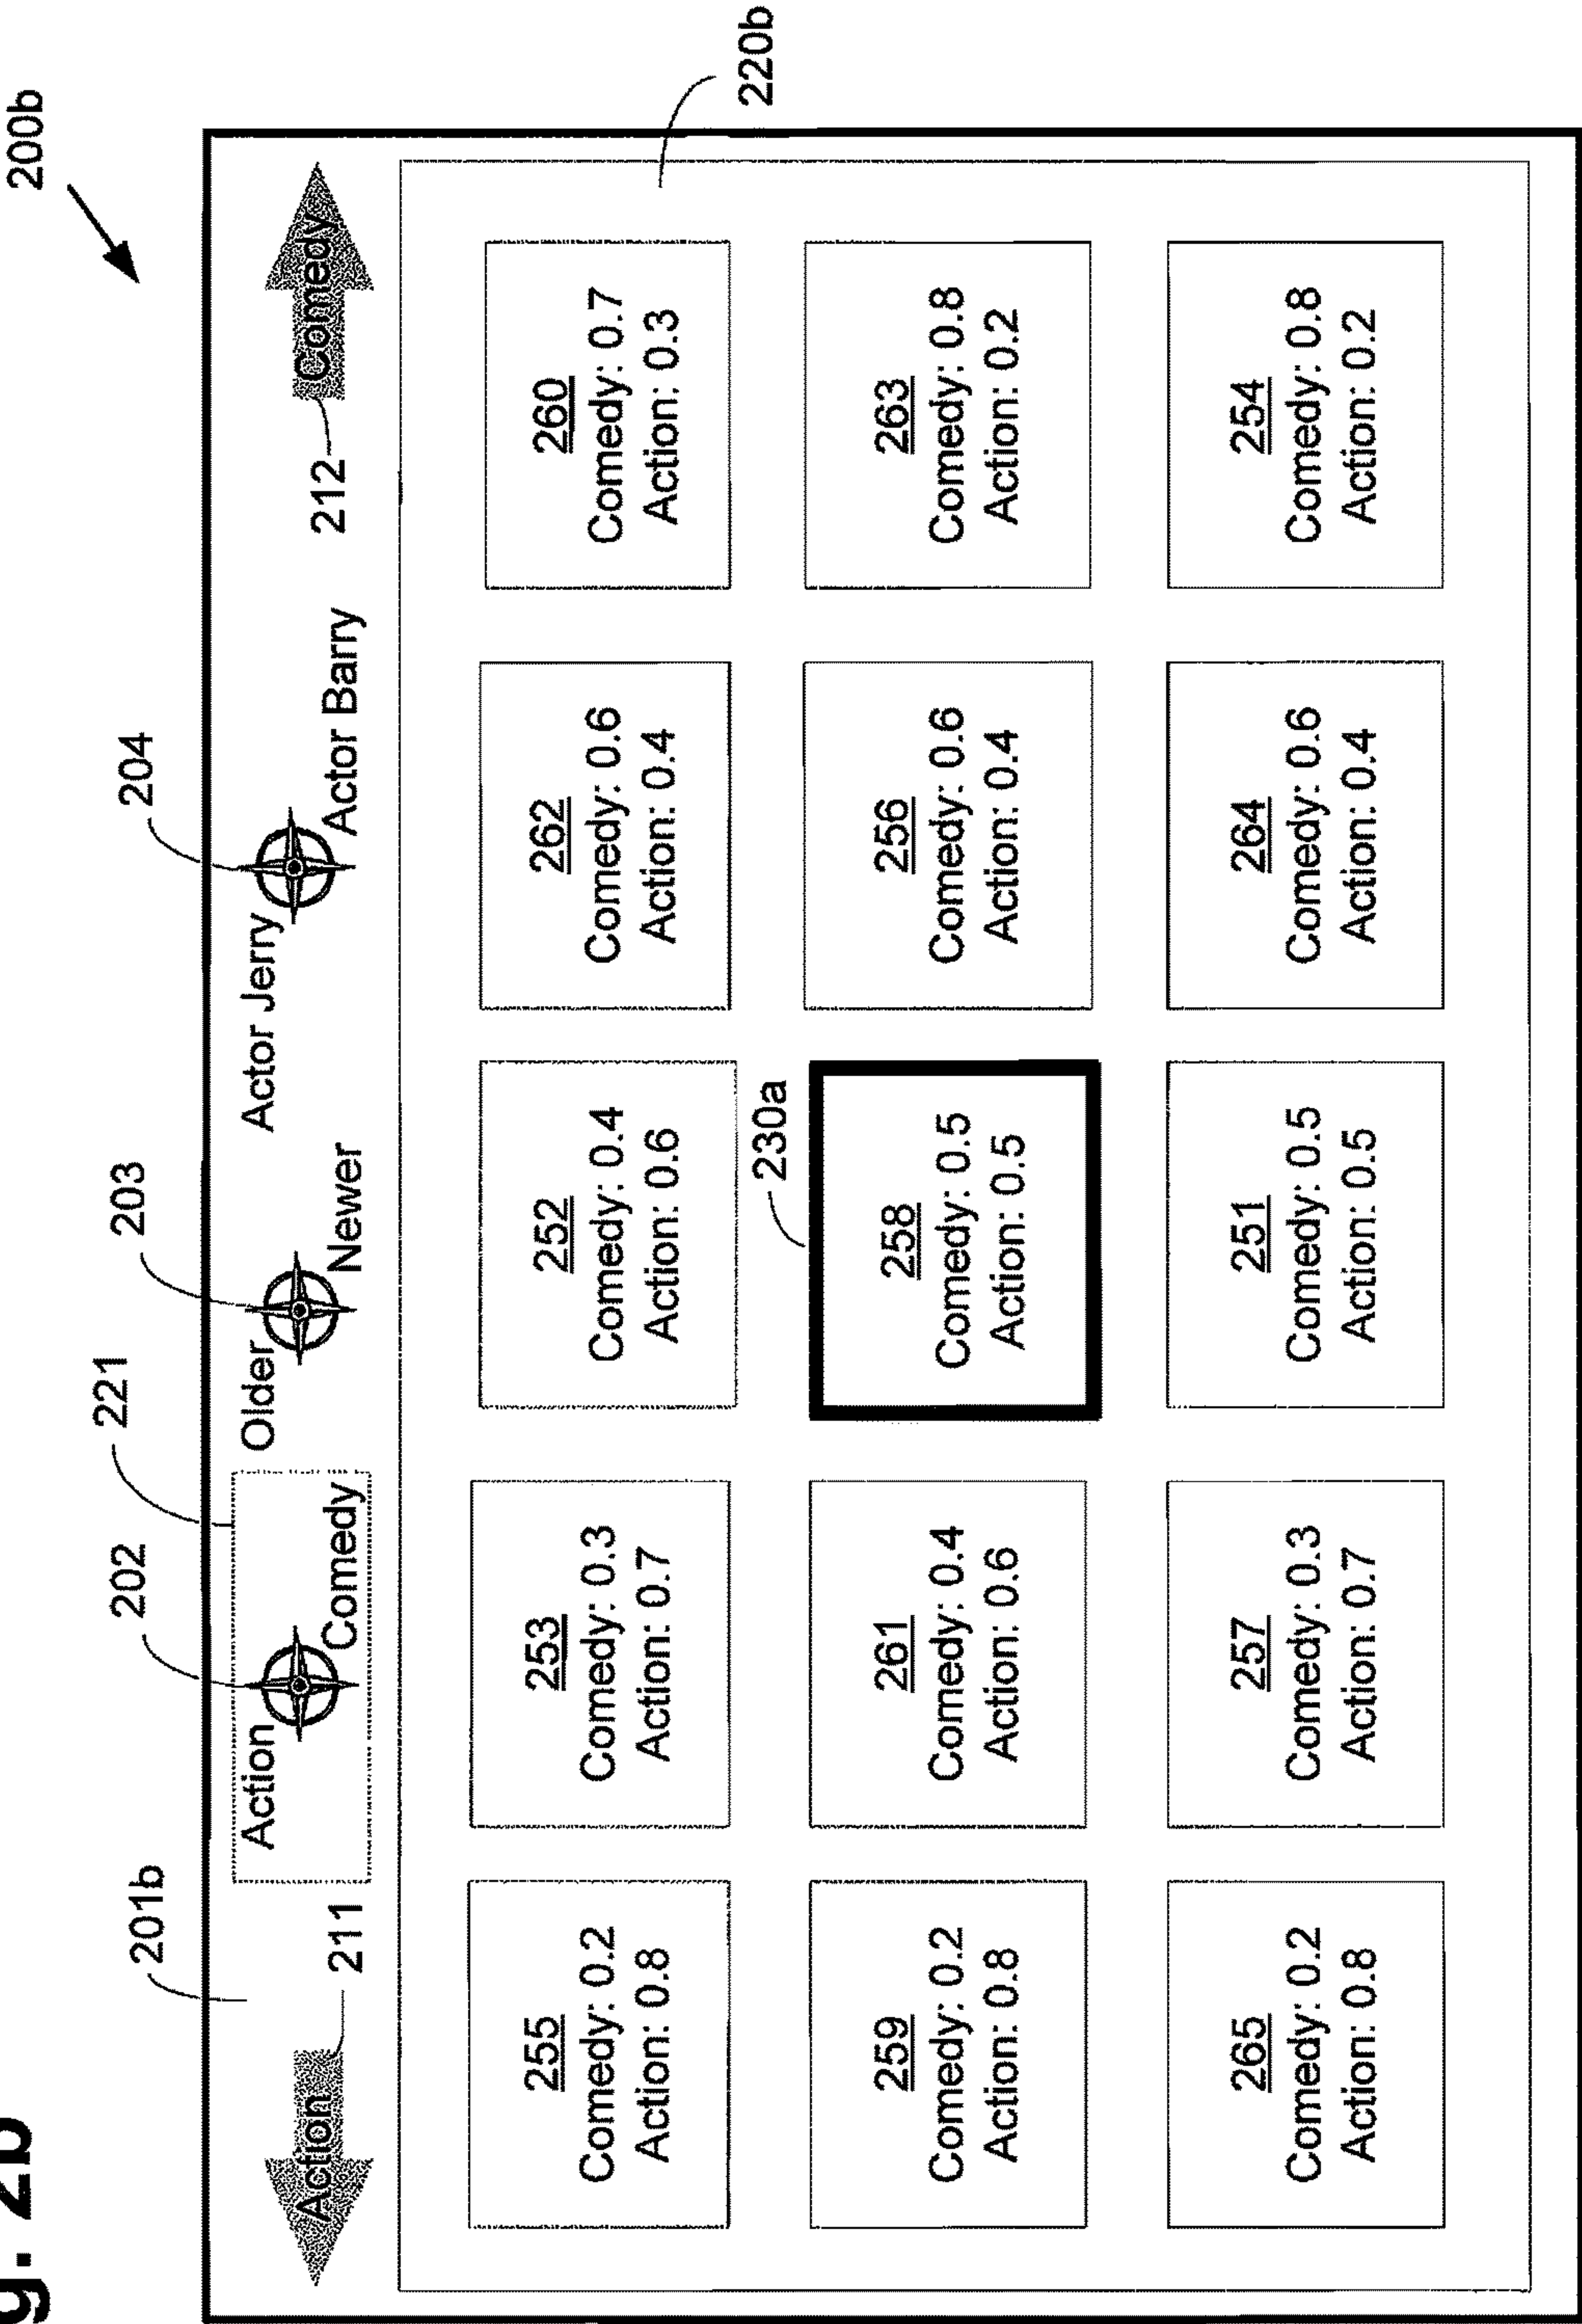 g. 2b
200b
201b
202
221
203
204
Action
Comedy
Older
Newer
Actor Jerry
Actor Barry
Action
211
212
Comedy
220b
255
Comedy: 0.2
Action: 0.8
253
Comedy: 0.3
Action: 0.7
252
Comedy: 0.4
Action: 0.6
262
Comedy: 0.6
Action: 0.4
260
Comedy: 0.7
Action: 0.3
230a
259
Comedy: 0.2
Action: 0.8
261
Comedy: 0.4
Action: 0.6
258
Comedy: 0.5
Action: 0.5
256
Comedy: 0.6
Action: 0.4
263
Comedy: 0.8
Action: 0.2
265
Comedy: 0.2
Action: 0.8
257
Comedy: 0.3
Action: 0.7
251
Comedy: 0.5
Action: 0.5
264
Comedy: 0.6
Action: 0.4
254
Comedy: 0.8
Action: 0.2